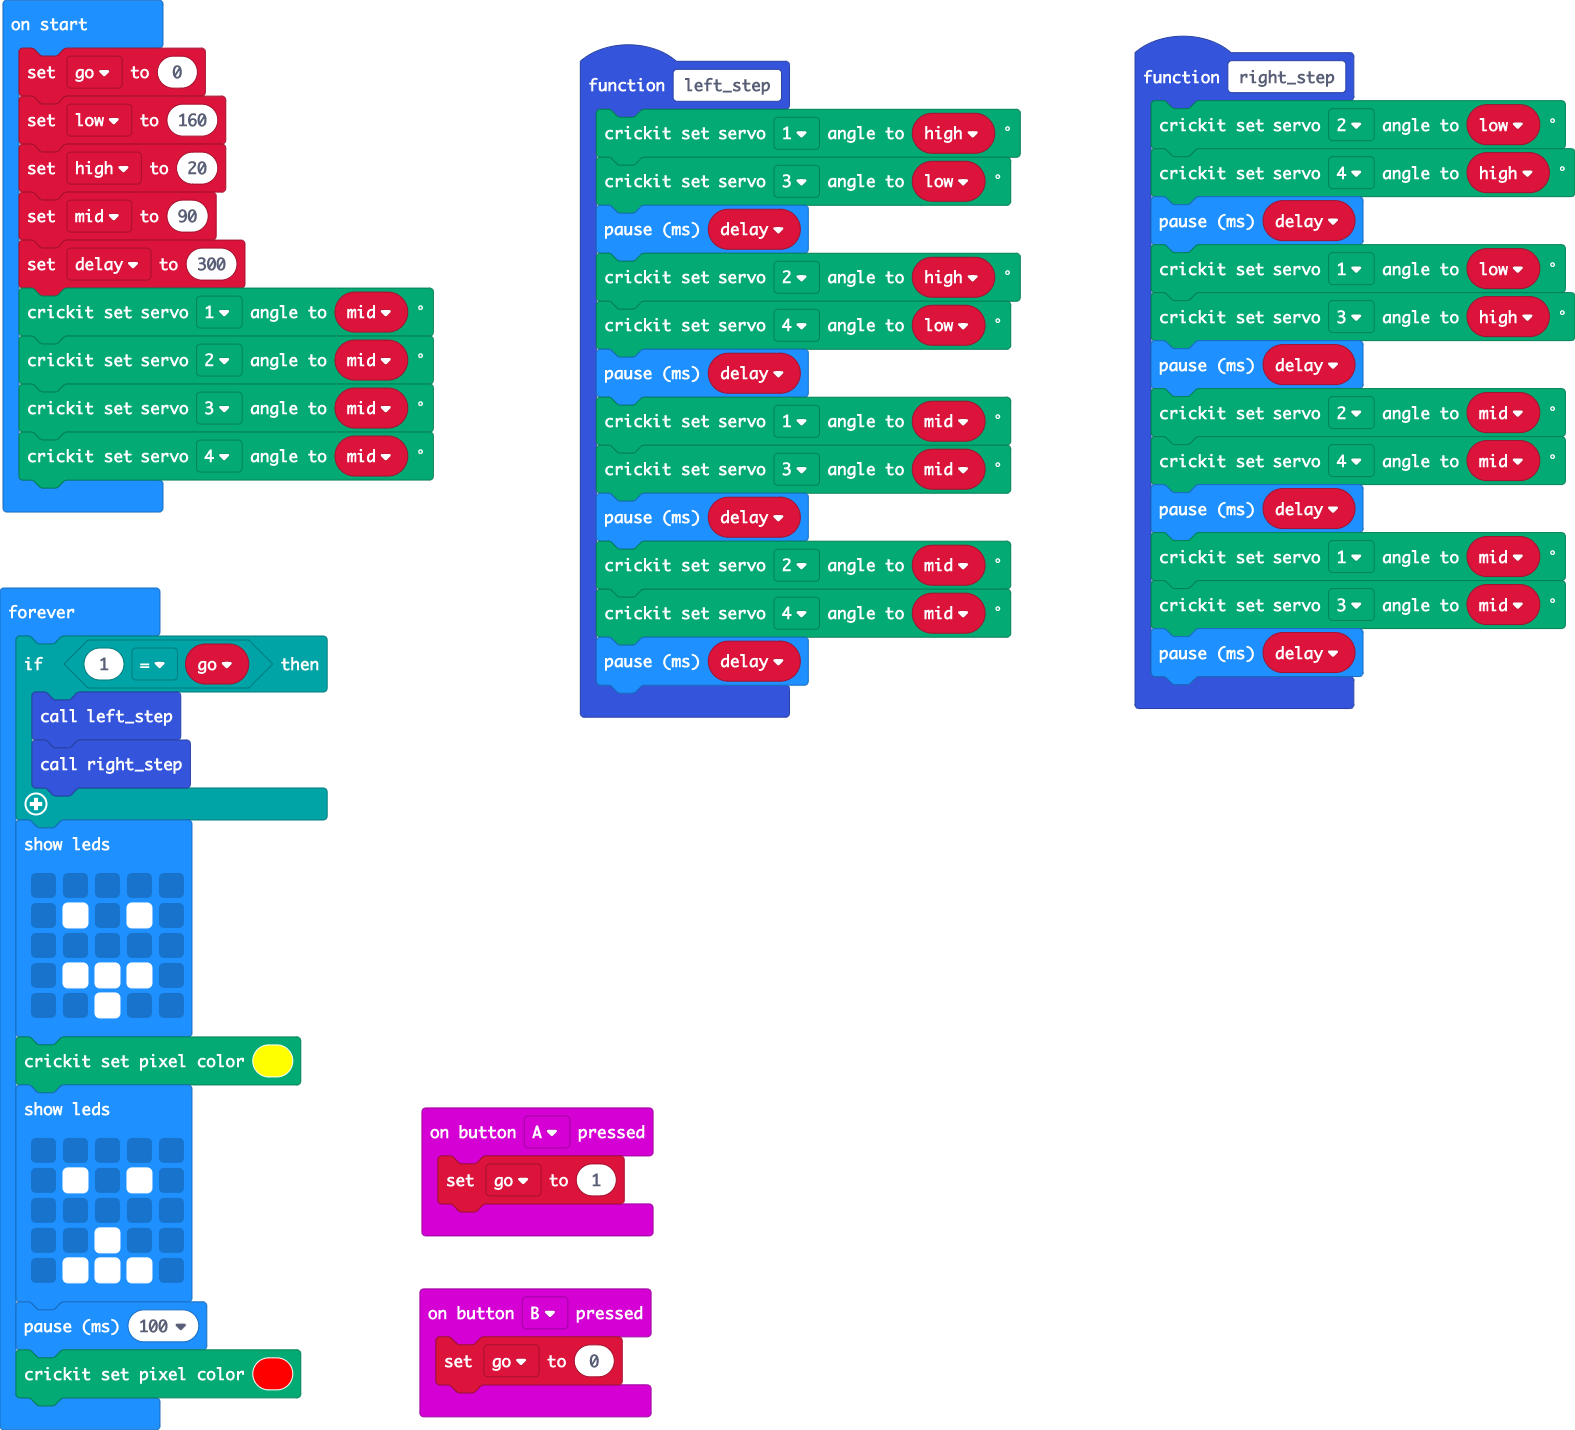 on start
set go to 0
set low to 160
set high to 20
set mid to 90
set delay to 300
crickit set servo 1 angle to mid °
crickit set servo 2 angle to mid °
crickit set servo 3 angle to mid °
crickit set servo 4 angle to mid °
forever
if 1 = go then
call left_step
call right_step
show leds
crickit set pixel color
show leds
pause (ms) 100
crickit set pixel color
function left_step
crickit set servo 1 angle to high °
crickit set servo 3 angle to low °
pause (ms) delay
crickit set servo 2 angle to high °
crickit set servo 4 angle to low °
pause (ms) delay
crickit set servo 1 angle to mid °
crickit set servo 3 angle to mid °
pause (ms) delay
crickit set servo 2 angle to mid °
crickit set servo 4 angle to mid °
pause (ms) delay
function right_step
crickit set servo 2 angle to low °
crickit set servo 4 angle to high °
pause (ms) delay
crickit set servo 1 angle to low °
crickit set servo 3 angle to high °
pause (ms) delay
crickit set servo 2 angle to mid °
crickit set servo 4 angle to mid °
pause (ms) delay
crickit set servo 1 angle to mid °
crickit set servo 3 angle to mid °
pause (ms) delay
on button A pressed
set go to 1
on button B pressed
set go to 0